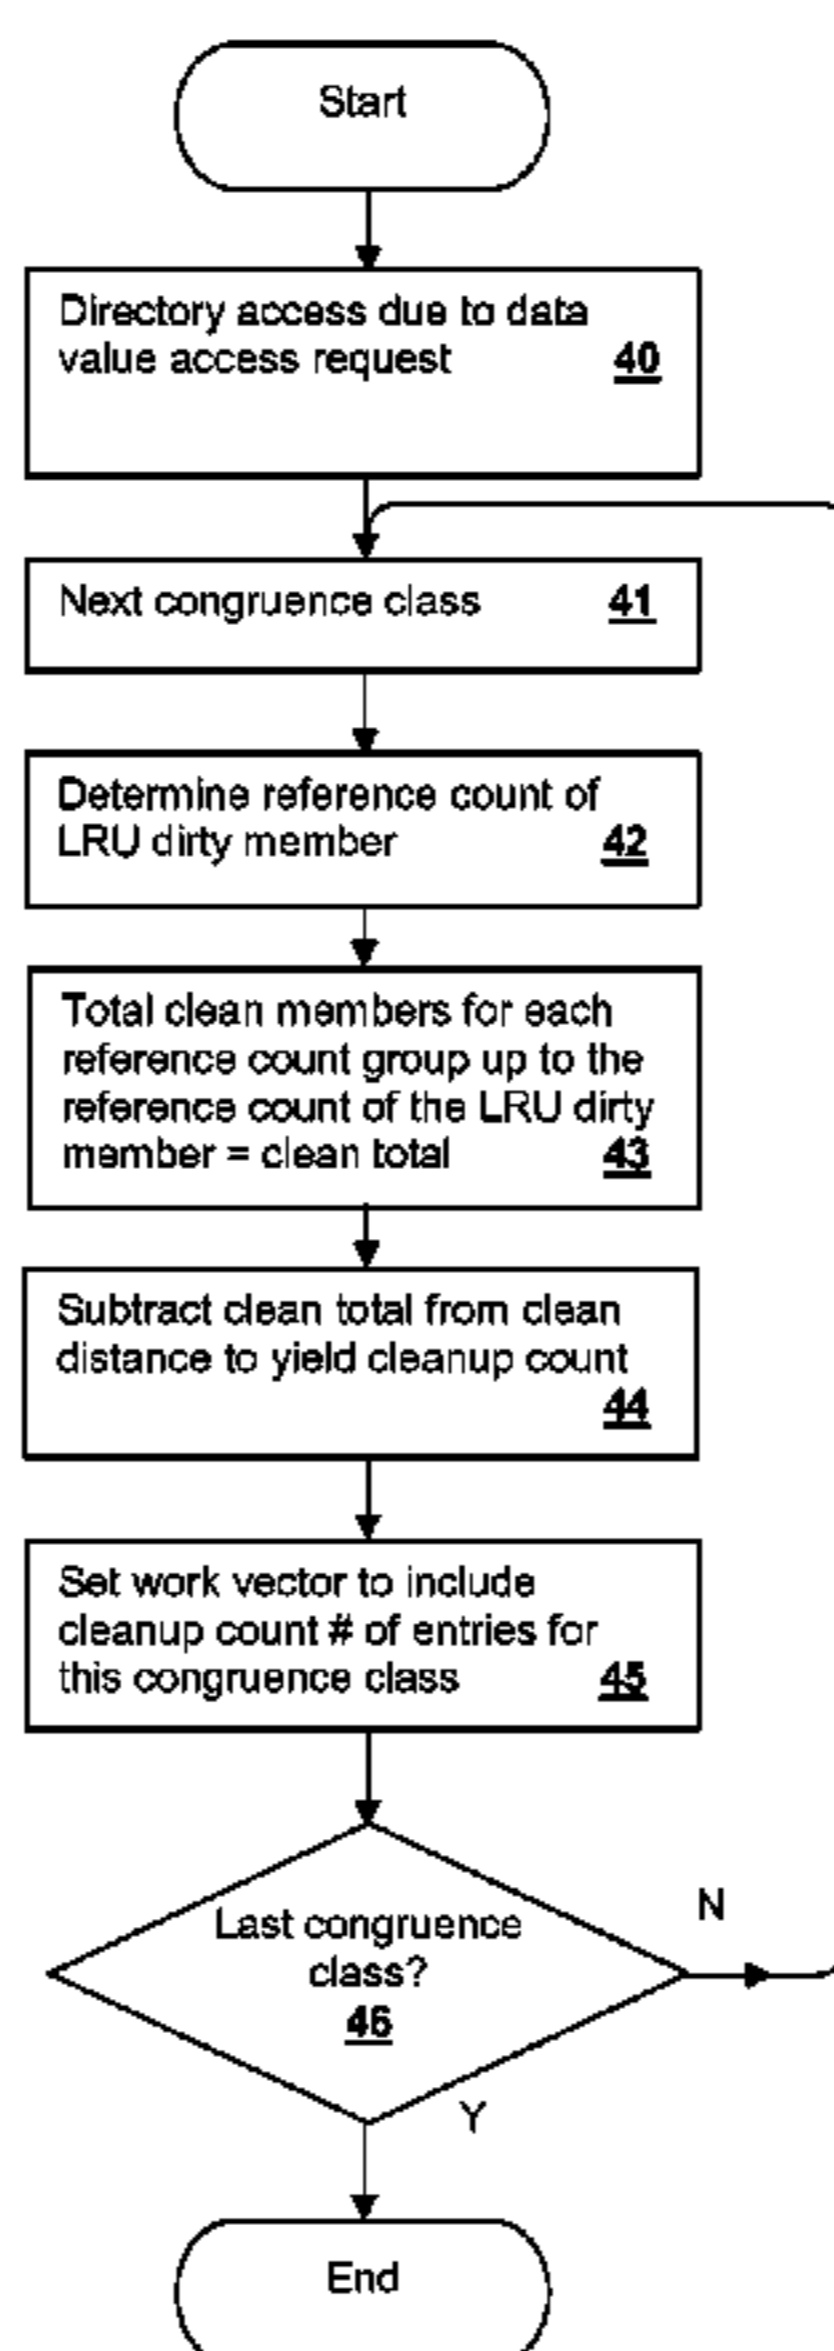 Start
Directory access due to data
value access request 40
Next congruence class 41
Determine reference count of
LRU dirty member 42
Total clean members for each
reference count group up to the
reference count of the LRU dirty
member = clean total 43
Subtract clean total from clean
distance to yield cleanup count
44
Set work vector to include
cleanup count # of entries for
this congruence class 45
Last congruence
class?
46
N
Y
End